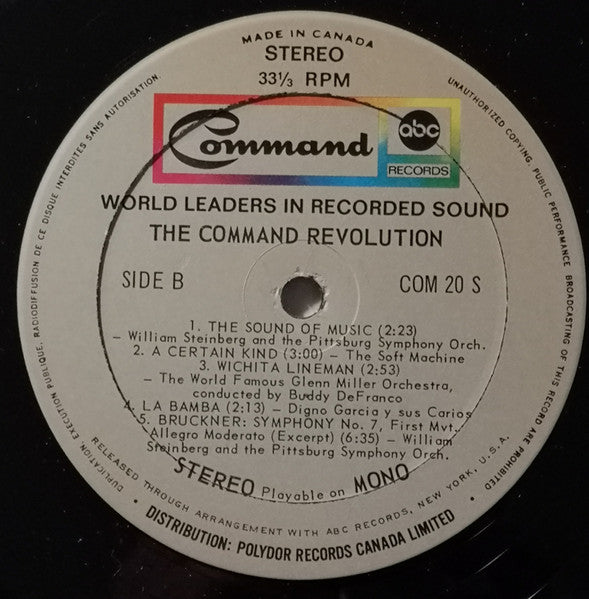 MADE IN CANADA
STEREO
33⅓ RPM
Command
abc
RECORDS
WORLD LEADERS IN RECORDED SOUND
THE COMMAND REVOLUTION
SIDE B
COM 20 S
1. THE SOUND OF MUSIC (2:23)
– William Steinberg and the Pittsburg Symphony Orch.
2. A CERTAIN KIND (3:00) – The Soft Machine
3. WICHITA LINEMAN (2:53)
– The World Famous Glenn Miller Orchestra,
conducted by Buddy DeFranco
4. LA BAMBA (2:13) – Digno Garcia y sus Carios
5. BRUCKNER: SYMPHONY No. 7, First Mvt.,
Allegro Moderato (Excerpt) (6:35) – William
Steinberg and the Pittsburg Symphony Orch.
STEREO Playable on MONO
RELEASED THROUGH ARRANGEMENT WITH ABC RECORDS, NEW YORK, U.S.A.
• DISTRIBUTION: POLYDOR RECORDS CANADA LIMITED •
DUPLICATION, EXECUTION PUBLIQUE, RADIODIFFUSION DE CE DISQUE INTERDITES SANS AUTORISATION.
UNAUTHORIZED COPYING, PUBLIC PERFORMANCE BROADCASTING OF THIS RECORD ARE PROHIBITED